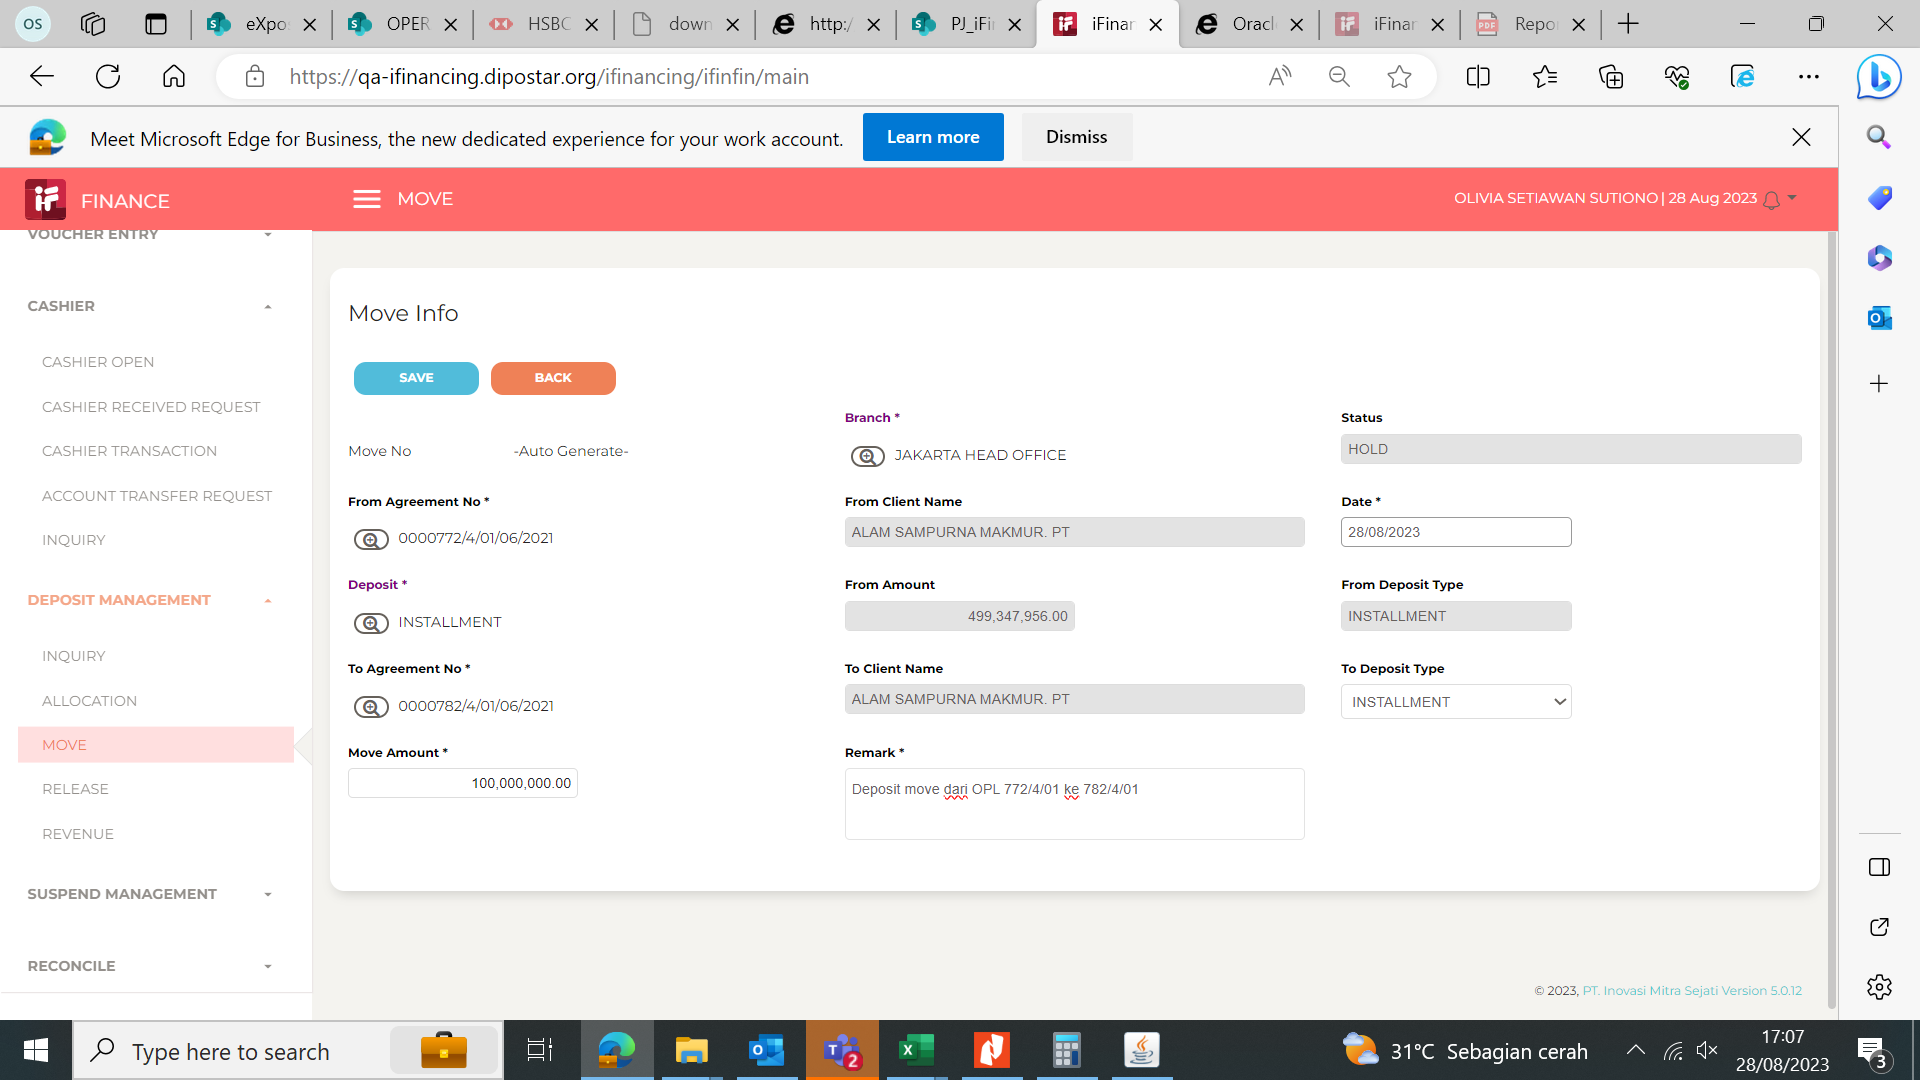 OS
eXpo
OPER
HSBC
down
http:/
PJ_iFi
iFinar
Oracl
iFinar
Repo
https://qa-ifinancing.dipostar.org/ifinancing/ifinfin/main
Meet Microsoft Edge for Business, the new dedicated experience for your work account.
Learn more
Dismiss
iF FINANCE
MOVE
OLIVIA SETIAWAN SUTIONO | 28 Aug 2023
VOUCHER ENTRY
CASHIER
CASHIER OPEN
CASHIER RECEIVED REQUEST
CASHIER TRANSACTION
ACCOUNT TRANSFER REQUEST
INQUIRY
DEPOSIT MANAGEMENT
INQUIRY
ALLOCATION
MOVE
RELEASE
REVENUE
SUSPEND MANAGEMENT
RECONCILE
Move Info
SAVE
BACK
Move No -Auto Generate-
Branch *
JAKARTA HEAD OFFICE
Status
HOLD
From Agreement No *
0000772/4/01/06/2021
From Client Name
ALAM SAMPURNA MAKMUR. PT
Date *
28/08/2023
Deposit *
INSTALLMENT
From Amount
499,347,956.00
From Deposit Type
INSTALLMENT
To Agreement No *
0000782/4/01/06/2021
To Client Name
ALAM SAMPURNA MAKMUR. PT
To Deposit Type
INSTALLMENT
Move Amount *
100,000,000.00
Remark *
Deposit move dari OPL 772/4/01 ke 782/4/01
© 2023, PT. Inovasi Mitra Sejati Version 5.0.12
Type here to search
2
31°C Sebagian cerah
17:07
28/08/2023
3